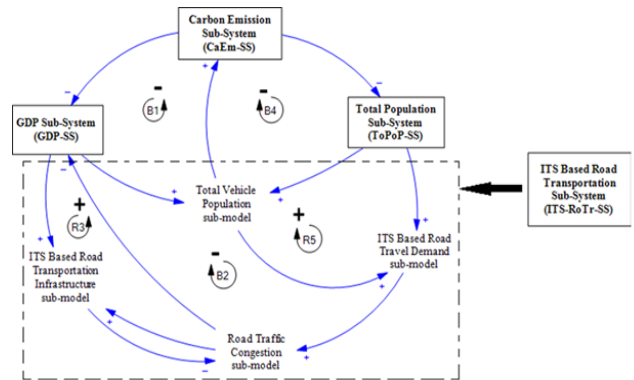 Carbon Emission
Sub-System
(CaEm-SS)
+
−
−
-
B1
-
B4
GDP Sub-System
(GDP-SS)
Total Population
Sub-System
(ToPoP-SS)
ITS Based Road
Transportation
Sub-System
(ITS-RoTr-SS)
−
+
+
Total Vehicle
Population
sub-model
+
R3
+
R5
+
+
ITS Based Road
Travel Demand
sub-model
+
ITS Based Road
Transportation
Infrastructure
sub-model
-
B2
+
+
Road Traffic
Congestion
sub-model
+
−